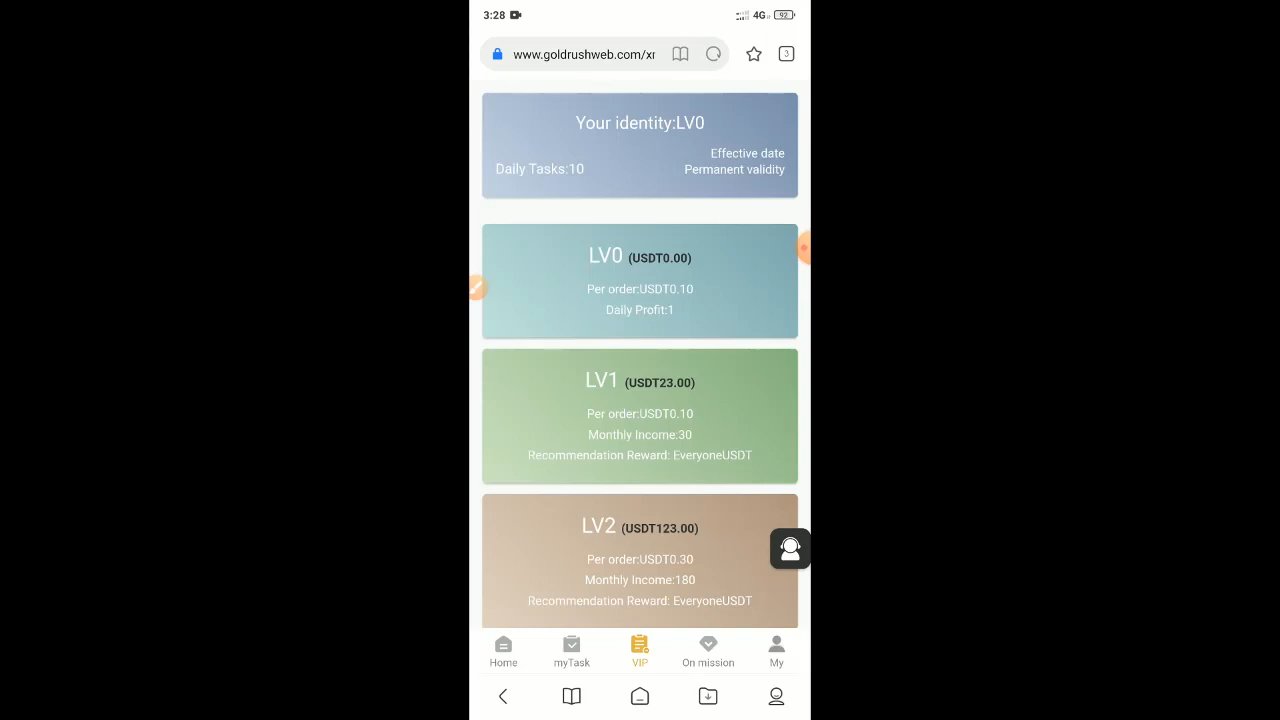 3:28
4G
92
www.goldrushweb.com/xr
3
Your identity:LV0
Effective date
Daily Tasks:10
Permanent validity
LV0 (USDT0.00)
Per order:USDT0.10
Daily Profit:1
LV1 (USDT23.00)
Per order:USDT0.10
Monthly Income:30
Recommendation Reward: EveryoneUSDT
LV2 (USDT123.00)
Per order:USDT0.30
Monthly Income:180
Recommendation Reward: EveryoneUSDT
Home
myTask
VIP
On mission
My